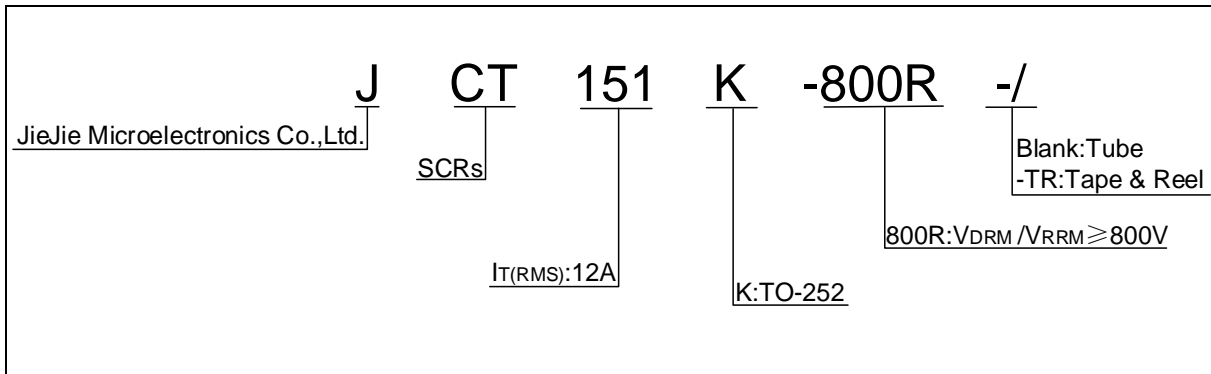 J CT 151 K -800R -/
JieJie Microelectronics Co.,Ltd.
SCRs
IT(RMS):12A
K:TO-252
800R:VDRM /VRRM≥800V
Blank:Tube
-TR:Tape & Reel